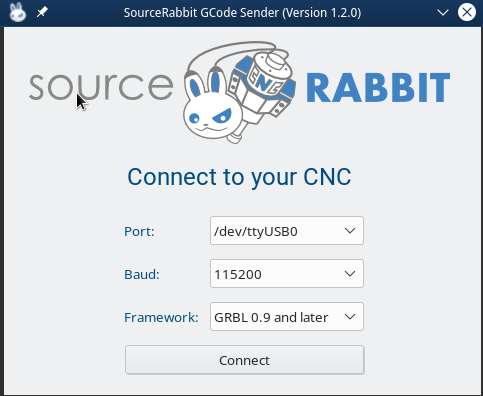 SourceRabbit GCode Sender (Version 1.2.0)
source CNC RABBIT
Connect to your CNC
Port: /dev/ttyUSB0
Baud: 115200
Framework: GRBL 0.9 and later
Connect